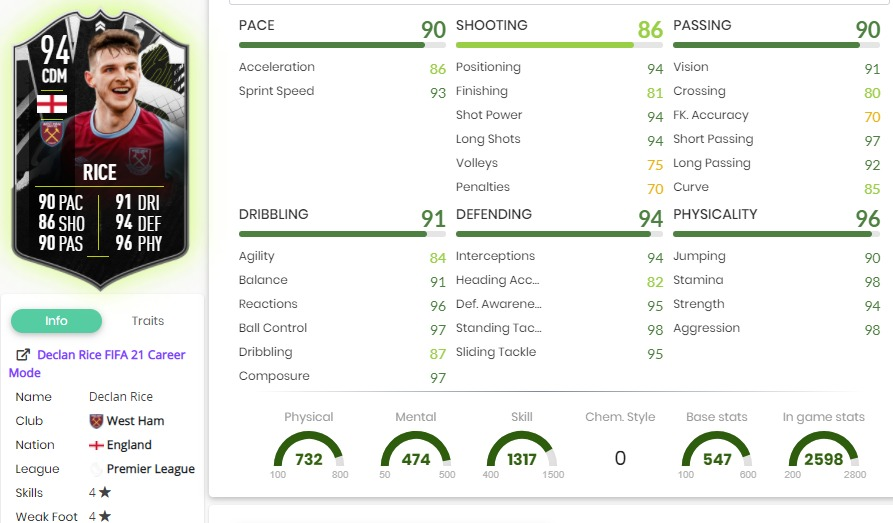 94
CDM
RICE
90 PAC 91 DRI
86 SHO 94 DEF
90 PAS 96 PHY
Info Traits
Declan Rice FIFA 21 Career
Mode
Name Declan Rice
Club West Ham
Nation England
League Premier League
Skills 4 ★
Weak Foot 4 ★
PACE 90
Acceleration 86
Sprint Speed 93
SHOOTING 86
Positioning 94
Finishing 81
Shot Power 94
Long Shots 94
Volleys 75
Penalties 70
PASSING 90
Vision 91
Crossing 80
FK. Accuracy 70
Short Passing 97
Long Passing 92
Curve 85
DRIBBLING 91
Agility 84
Balance 91
Reactions 96
Ball Control 97
Dribbling 87
Composure 97
DEFENDING 94
Interceptions 94
Heading Acc... 82
Def. Awarene... 95
Standing Tac... 98
Sliding Tackle 95
PHYSICALITY 96
Jumping 90
Stamina 98
Strength 94
Aggression 98
Physical Mental Skill Chem. Style Base stats In game stats
732 474 1317 0 547 2598
100 800 50 500 400 1500 100 600 200 2800